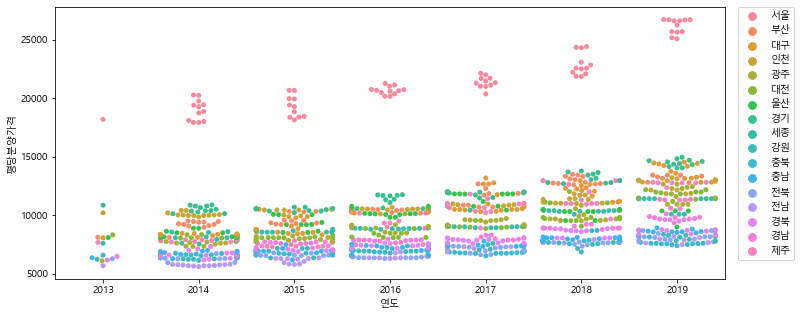 평당분양가격
25000
20000
15000
10000
5000
2013 2014 2015 2016 2017 2018 2019
연도
서울
부산
대구
인천
광주
대전
울산
경기
세종
강원
충북
충남
전북
전남
경북
경남
제주